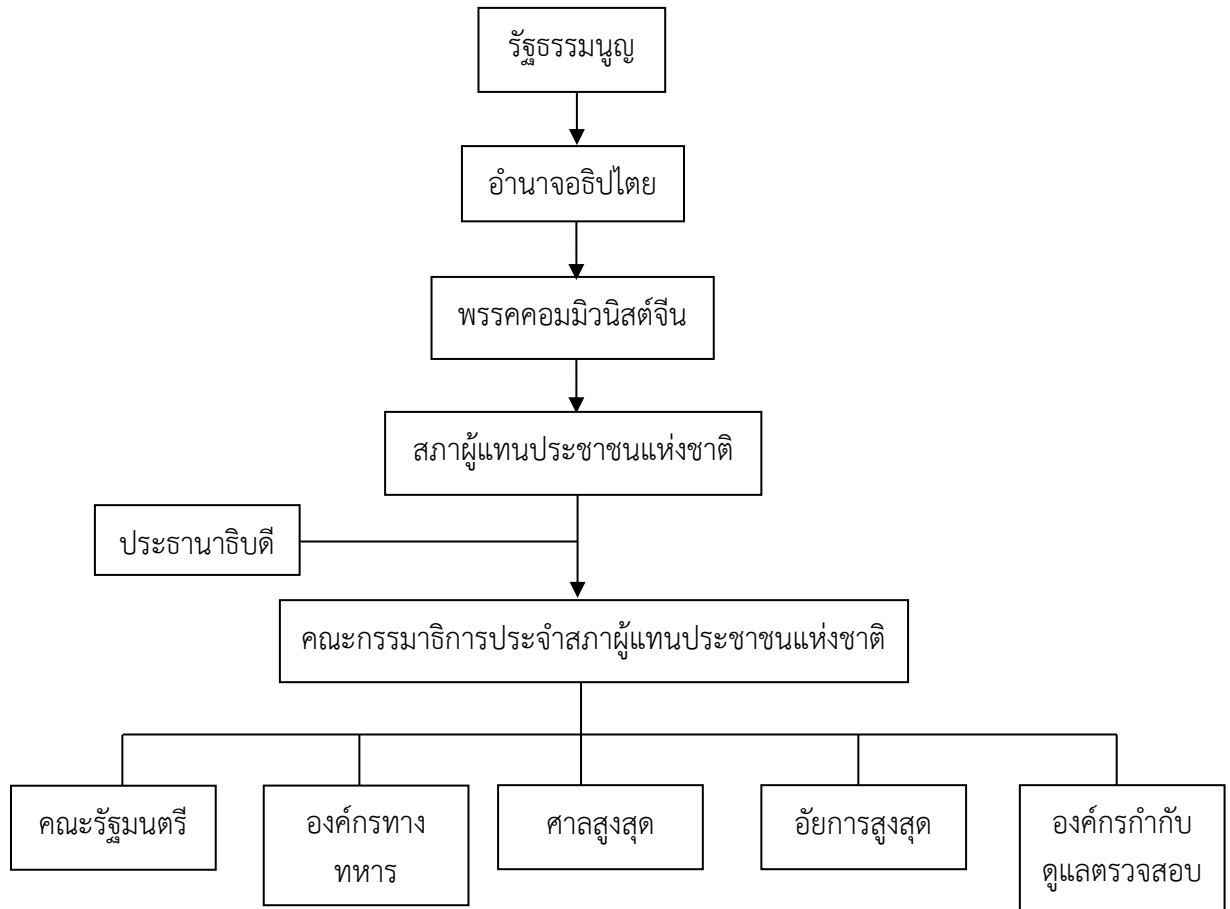 รัฐธรรมนูญ
อำนาจอธิปไตย
พรรคคอมมิวนิสต์จีน
สภาผู้แทนประชาชนแห่งชาติ
ประธานาธิบดี
คณะกรรมาธิการประจำสภาผู้แทนประชาชนแห่งชาติ
คณะรัฐมนตรี
องค์กรทาง
ทหาร
ศาลสูงสุด
อัยการสูงสุด
องค์กรกำกับ
ดูแลตรวจสอบ